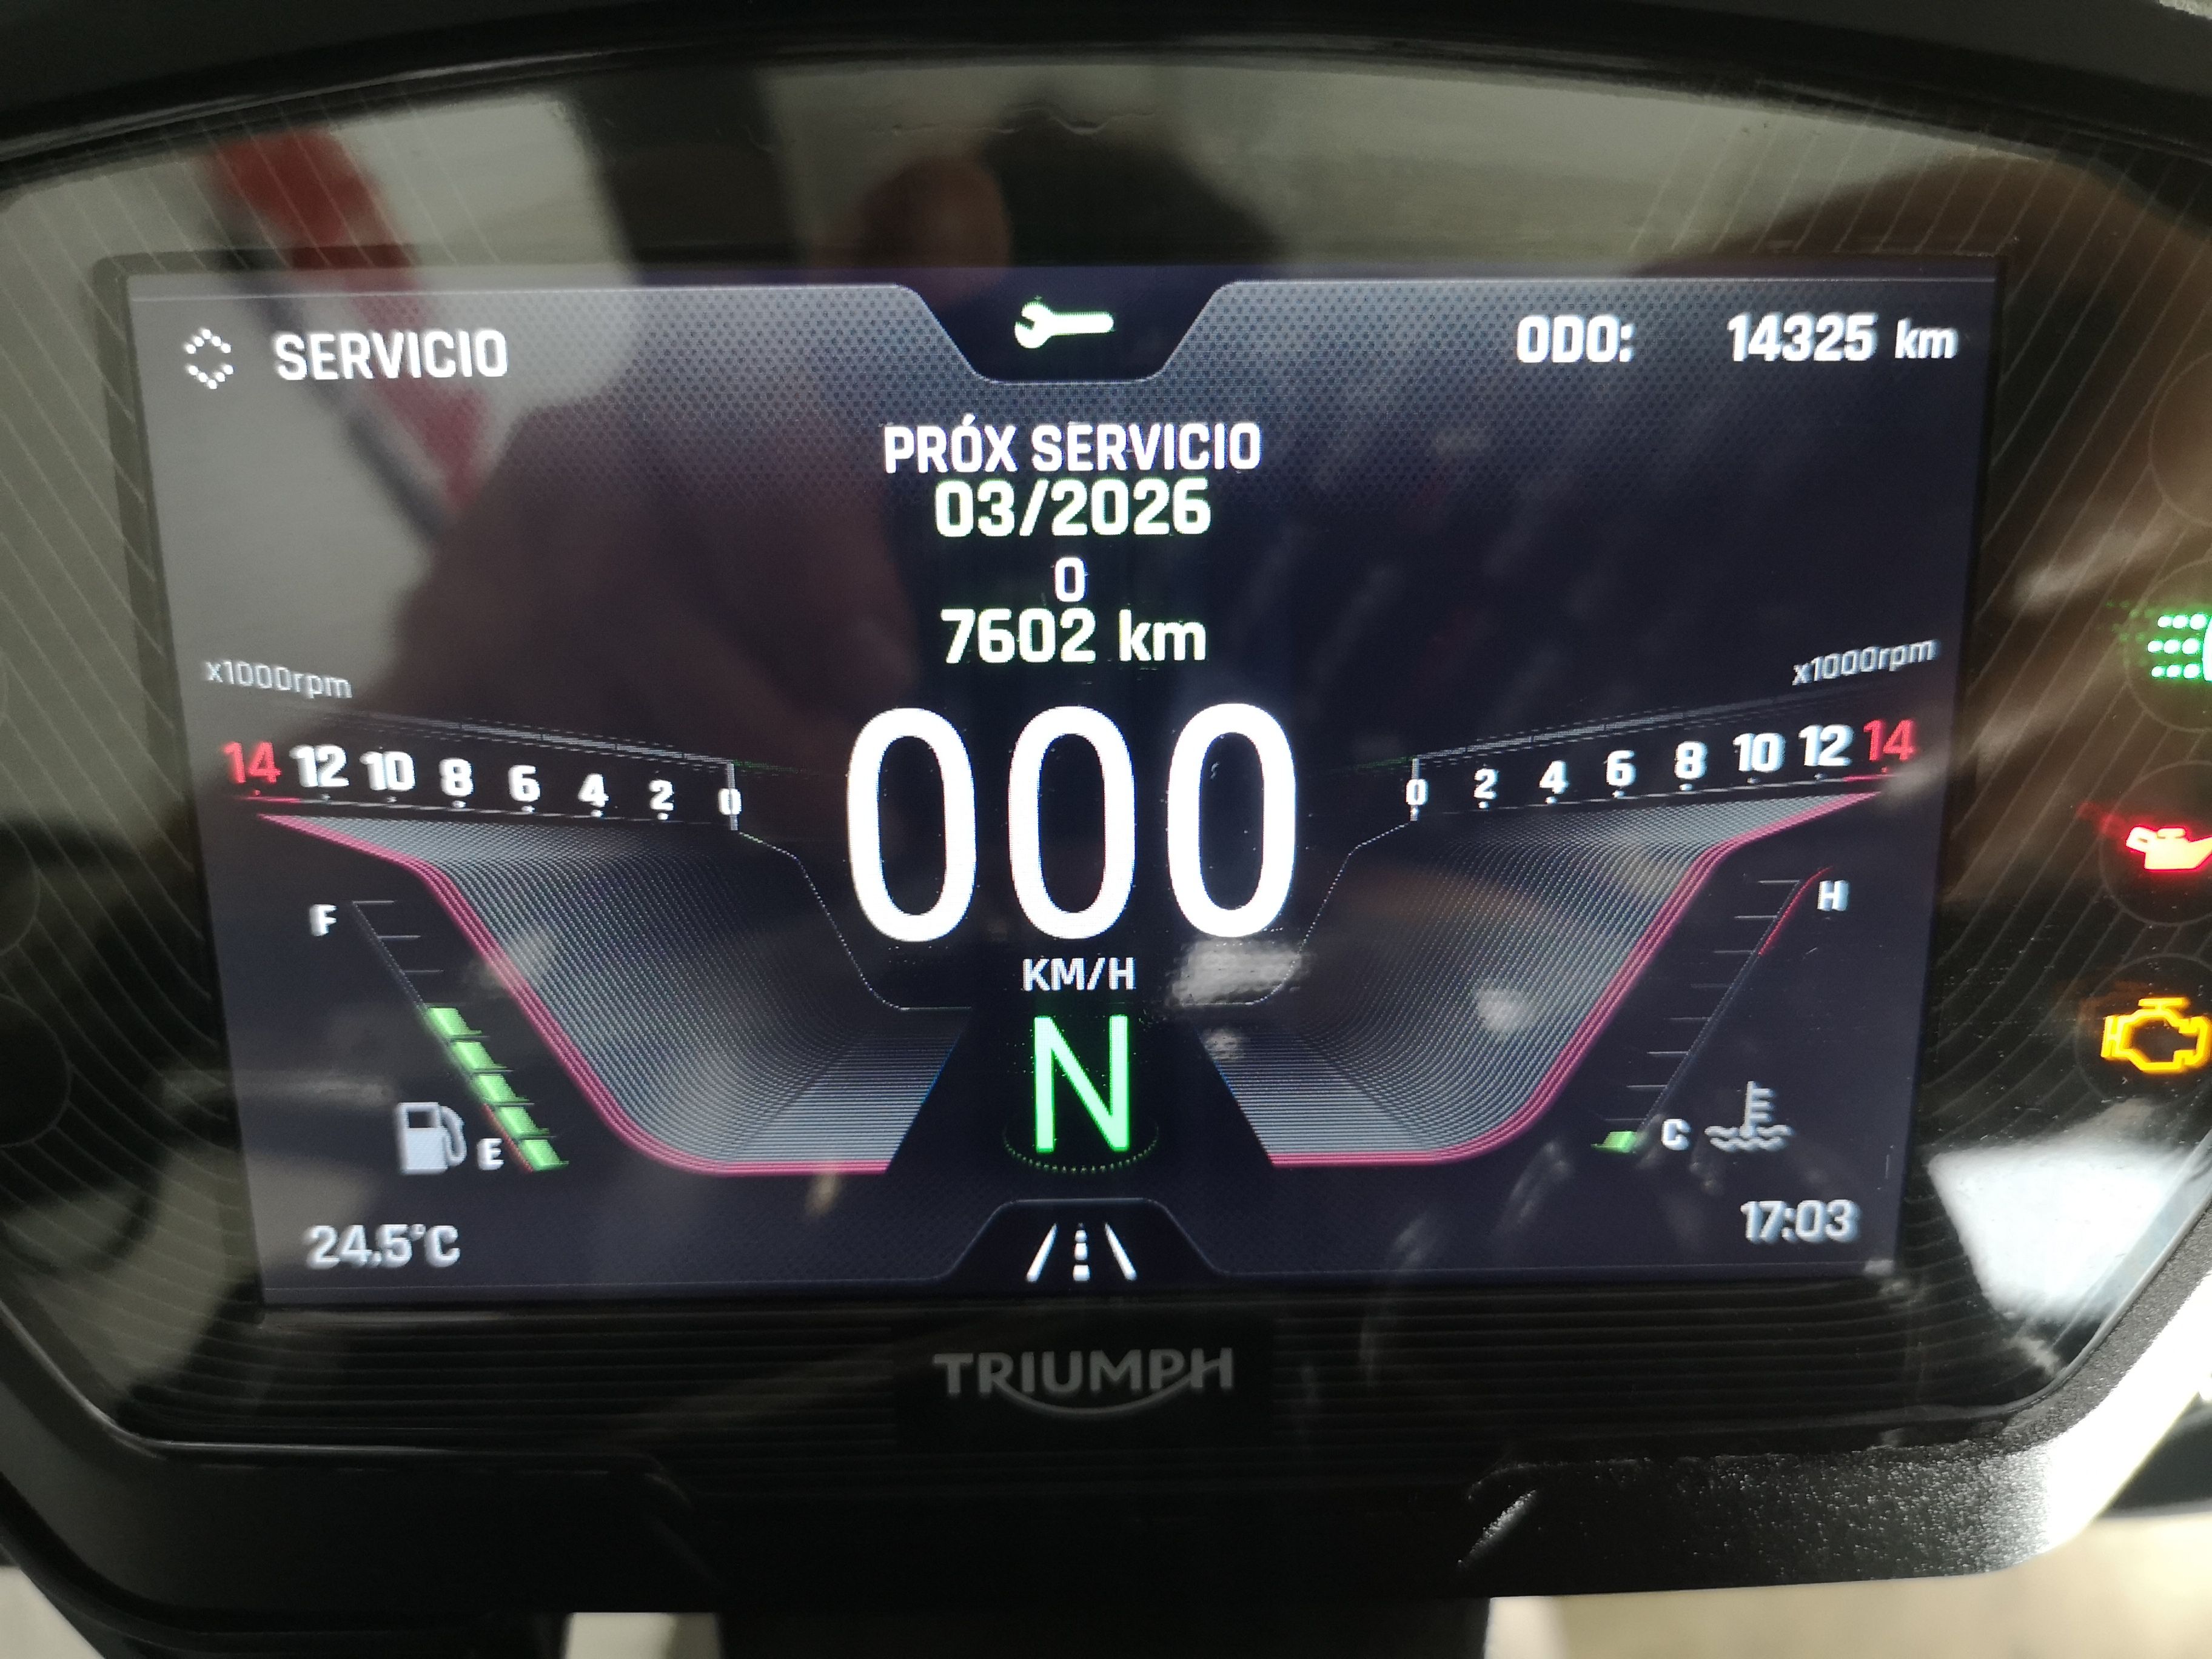 SERVICIO
ODO: 14325 km
PRÓX SERVICIO
03/2026
O
7602 km
x1000rpm
x1000rpm
14 12 10 8 6 4 2 0
000
0 2 4 6 8 10 12 14
KM/H
F
H
N
E
C
24.5°C
17:03
TRIUMPH